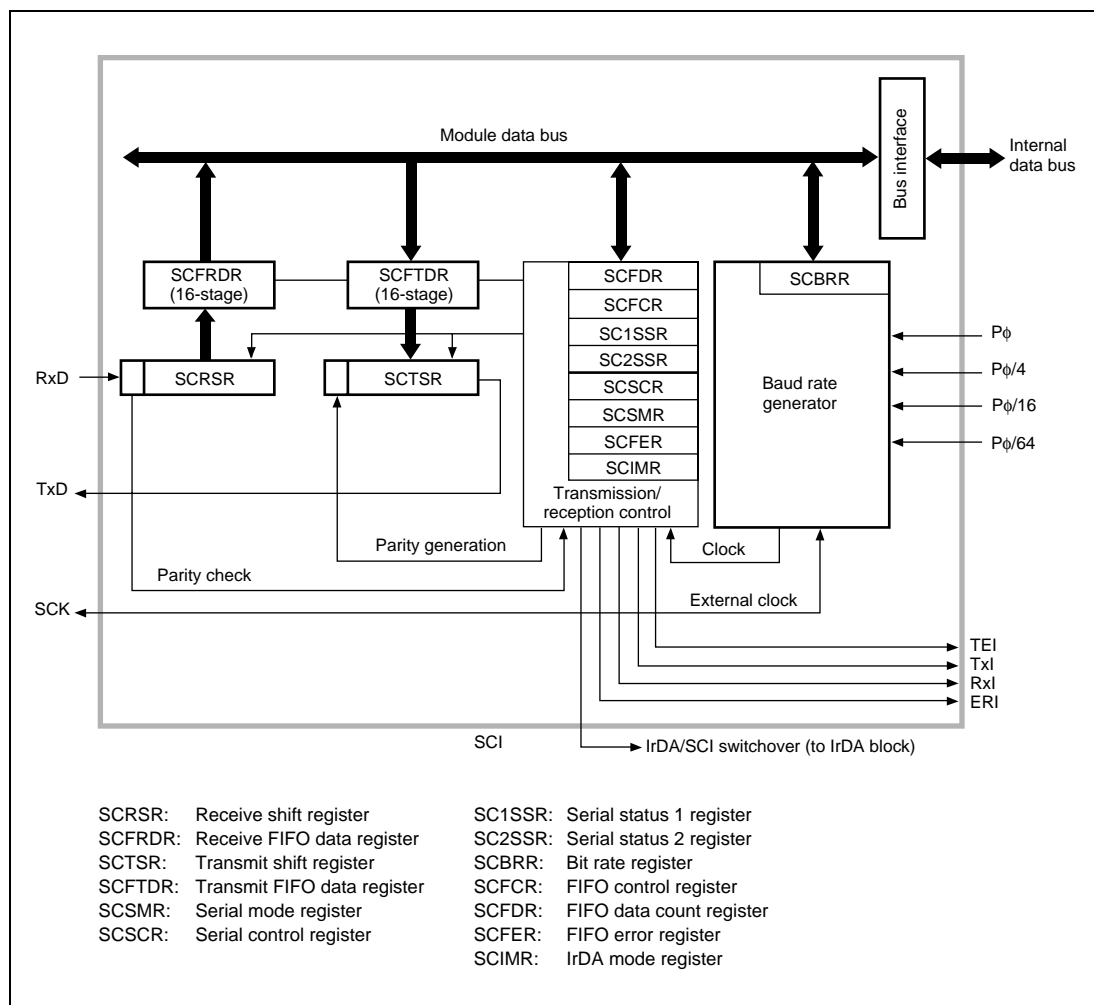 Module data bus
Bus interface
Internal
data bus
SCFRDR
(16-stage)
SCFTDR
(16-stage)
SCFDR
SCFCR
SC1SSR
SC2SSR
SCSCR
SCSMR
SCFER
SCIMR
Transmission/
reception control
SCBRR
Baud rate
generator
Pϕ
Pϕ/4
Pϕ/16
Pϕ/64
RxD
SCRSR
SCTSR
TxD
Parity generation
Parity check
Clock
SCK
External clock
TEI
TxI
RxI
ERI
SCI
IrDA/SCI switchover (to IrDA block)
SCRSR: Receive shift register
SCFRDR: Receive FIFO data register
SCTSR: Transmit shift register
SCFTDR: Transmit FIFO data register
SCSMR: Serial mode register
SCSCR: Serial control register
SC1SSR: Serial status 1 register
SC2SSR: Serial status 2 register
SCBRR: Bit rate register
SCFCR: FIFO control register
SCFDR: FIFO data count register
SCFER: FIFO error register
SCIMR: IrDA mode register